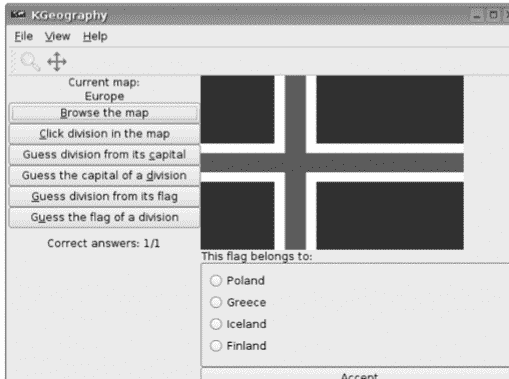 KGeography
File View Help
Current map:
Europe
Browse the map
Click division in the map
Guess division from its capital
Guess the capital of a division
Guess division from its flag
Guess the flag of a division
Correct answers: 1/1
This flag belongs to:
Poland
Greece
Iceland
Finland
Accept